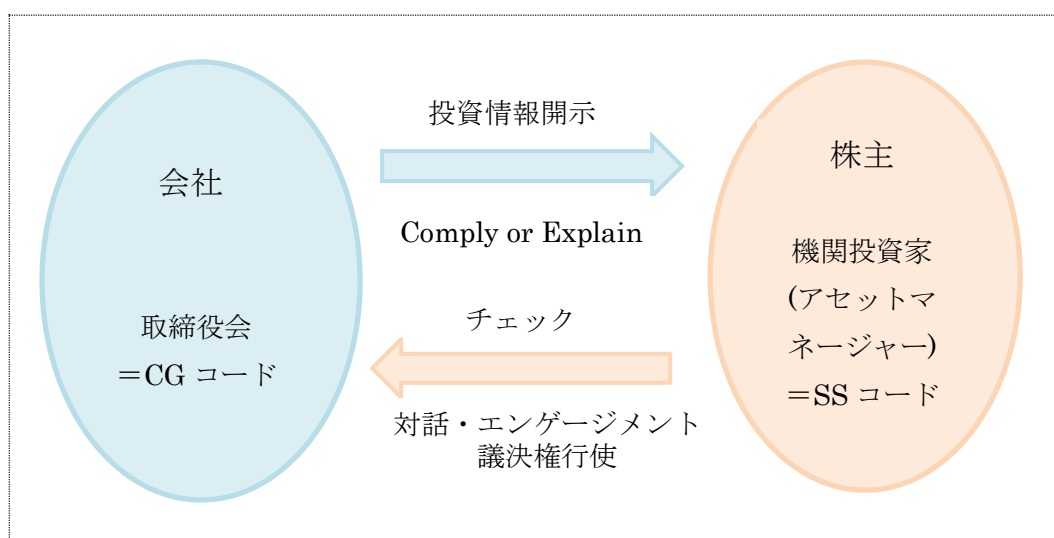 会社
取締役会
＝CG コード
投資情報開示
Comply or Explain
チェック
対話・エンゲージメント
議決権行使
株主
機関投資家
(アセットマ
ネージャー)
＝SS コード